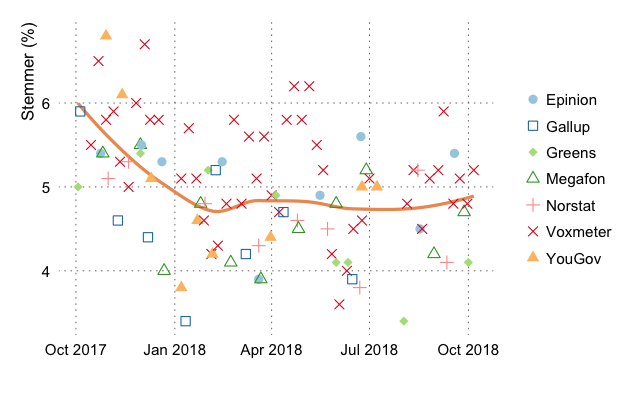 Stemmer (%)
6
5
4
Oct 2017
Jan 2018
Apr 2018
Jul 2018
Oct 2018
Epinion
Gallup
Greens
Megafon
Norstat
Voxmeter
YouGov